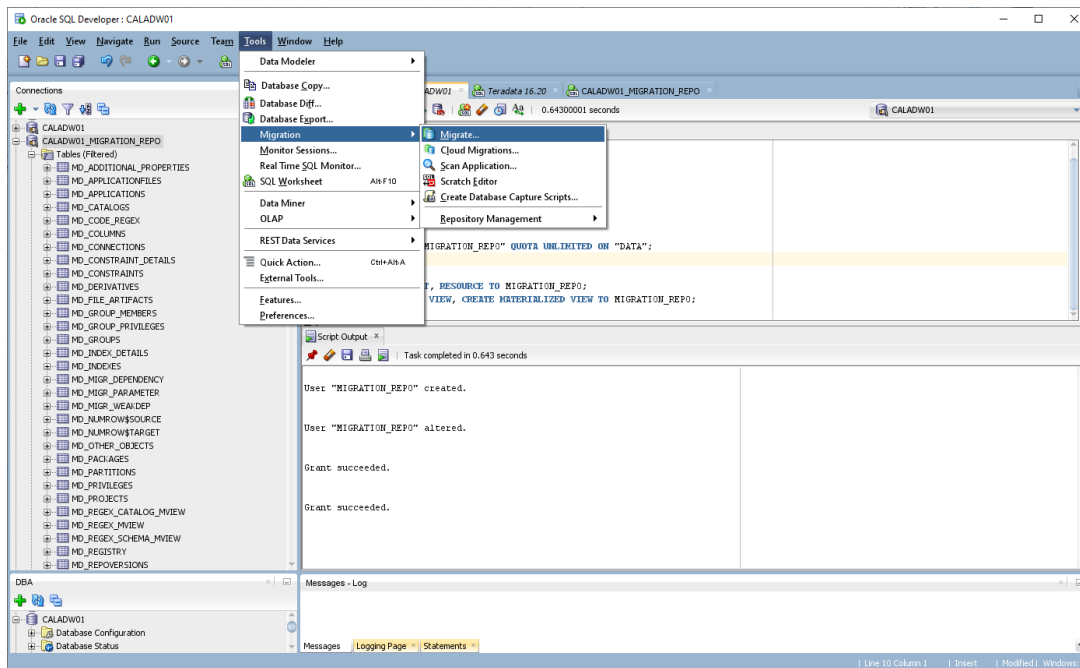 Oracle SQL Developer : CALADW01
File Edit View Navigate Run Source Team Tools Window Help
Connections
CALADW01
CALADW01_MIGRATION_REPO
Tables (Filtered)
MD_ADDITIONAL_PROPERTIES
MD_APPLICATIONFILES
MD_APPLICATIONS
MD_CATALOGS
MD_CODE_REGEX
MD_COLUMNS
MD_CONNECTIONS
MD_CONSTRAINT_DETAILS
MD_CONSTRAINTS
MD_DERIVATIVES
MD_FILE_ARTIFACTS
MD_GROUP_MEMBERS
MD_GROUP_PRIVILEGES
MD_GROUPS
MD_INDEX_DETAILS
MD_INDEXES
MD_MIGR_DEPENDENCY
MD_MIGR_PARAMETER
MD_MIGR_WEAKDEP
MD_NUMROW$SOURCE
MD_NUMROW$TARGET
MD_OTHER_OBJECTS
MD_PACKAGES
MD_PARTITIONS
MD_PRIVILEGES
MD_PROJECTS
MD_REGEX_CATALOG_MVIEW
MD_REGEX_MVIEW
MD_REGEX_SCHEMA_MVIEW
MD_REGISTRY
MD_REPOVERSIONS
DBA
CALADW01
Database Configuration
Database Status
Data Modeler
Database Copy...
Database Diff...
Database Export...
Migration
Monitor Sessions...
Real Time SQL Monitor...
SQL Worksheet Alt-F10
Data Miner
OLAP
REST Data Services
Quick Action... Ctrl+Alt-A
External Tools...
Features...
Preferences...
Migrate...
Cloud Migrations...
Scan Application...
Scratch Editor
Create Database Capture Scripts...
Repository Management
ADW01 Teradata 16.20 CALADW01_MIGRATION_REPO
0.64300001 seconds CALADW01
MIGRATION_REPO" QUOTA UNLIMITED ON "DATA";
T, RESOURCE TO MIGRATION_REPO;
VIEW, CREATE MATERIALIZED VIEW TO MIGRATION_REPO;
Script Output
Task completed in 0.643 seconds
User "MIGRATION_REPO" created.
User "MIGRATION_REPO" altered.
Grant succeeded.
Grant succeeded.
Messages - Log
Messages Logging Page Statements
Line 10 Column 1 Insert Modified Windows: